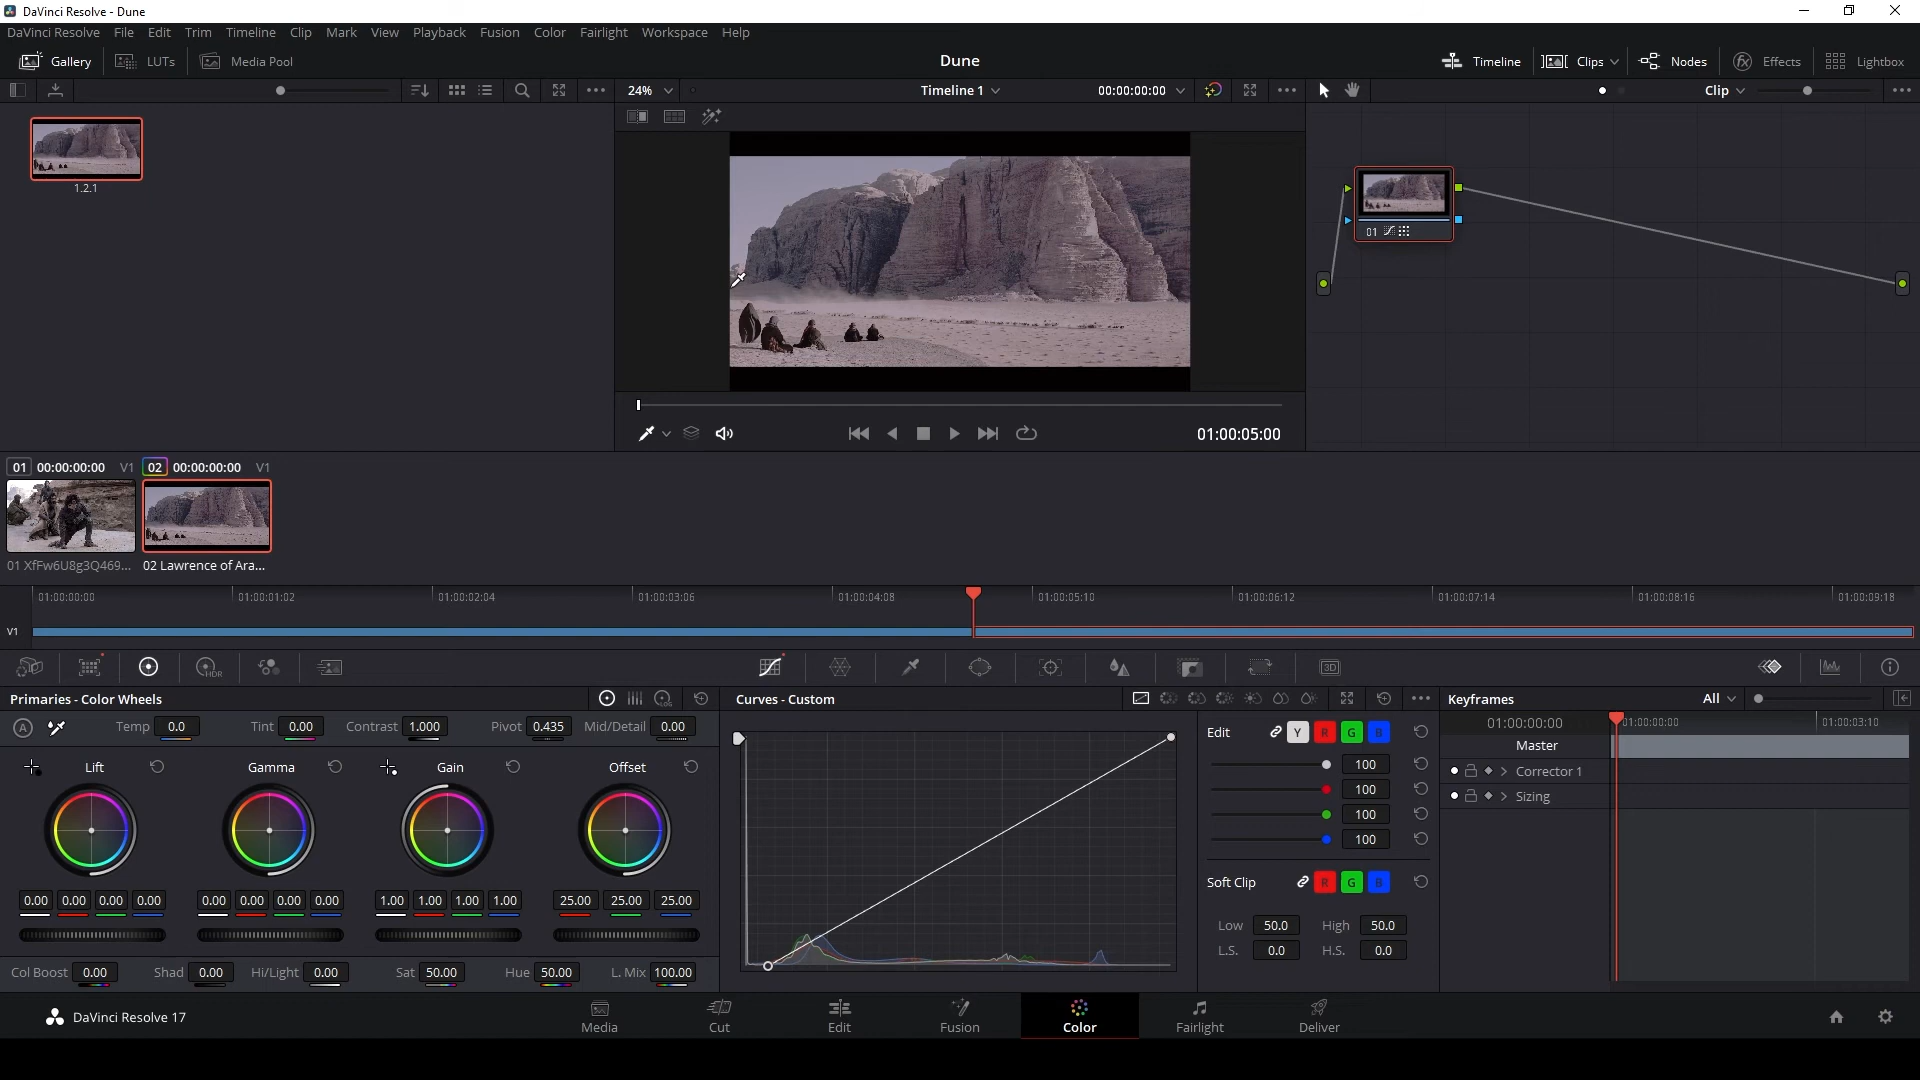 DaVinci Resolve - Dune
DaVinci Resolve File Edit Trim Timeline Clip Mark View Playback Fusion Color Fairlight Workspace Help
Gallery LUTs Media Pool Dune Timeline Clips Nodes Effects Lightbox
24% Timeline 1 00:00:00:00 Clip
1.2.1
01
01:00:05:00
01 00:00:00:00 V1 02 00:00:00:00 V1
01 XfFw6U8g3Q469... 02 Lawrence of Ara...
01:00:00:00 01:00:01:02 01:00:02:04 01:00:03:06 01:00:04:08 01:00:05:10 01:00:06:12 01:00:07:14 01:00:08:16 01:00:09:18
V1
HDR 3D
Primaries - Color Wheels LOG Curves - Custom Keyframes All
A Temp 0.0 Tint 0.00 Contrast 1.000 Pivot 0.435 Mid/Detail 0.00
Edit Y R G B
01:00:00:00 00:00:00 01:00:03:10
Master
Lift Gamma Gain Offset
100
100
100
100
Corrector 1
Sizing
Soft Clip R G B
0.00 0.00 0.00 0.00 0.00 0.00 0.00 0.00 1.00 1.00 1.00 1.00 25.00 25.00 25.00
Low 50.0 High 50.0
L.S. 0.0 H.S. 0.0
Col Boost 0.00 Shad 0.00 Hi/Light 0.00 Sat 50.00 Hue 50.00 L. Mix 100.00
DaVinci Resolve 17 Media Cut Edit Fusion Color Fairlight Deliver